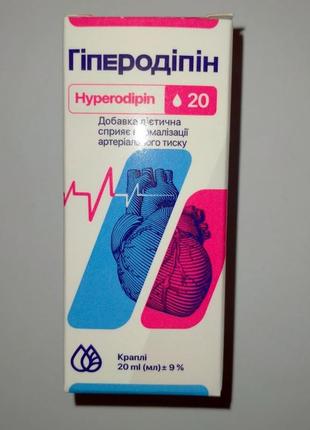 Гіперодіпін
Hyperodipin 20
Добавка дієтична
сприяє нормалізації
артеріального тиску
Краплі
20 ml (мл) ± 9 %